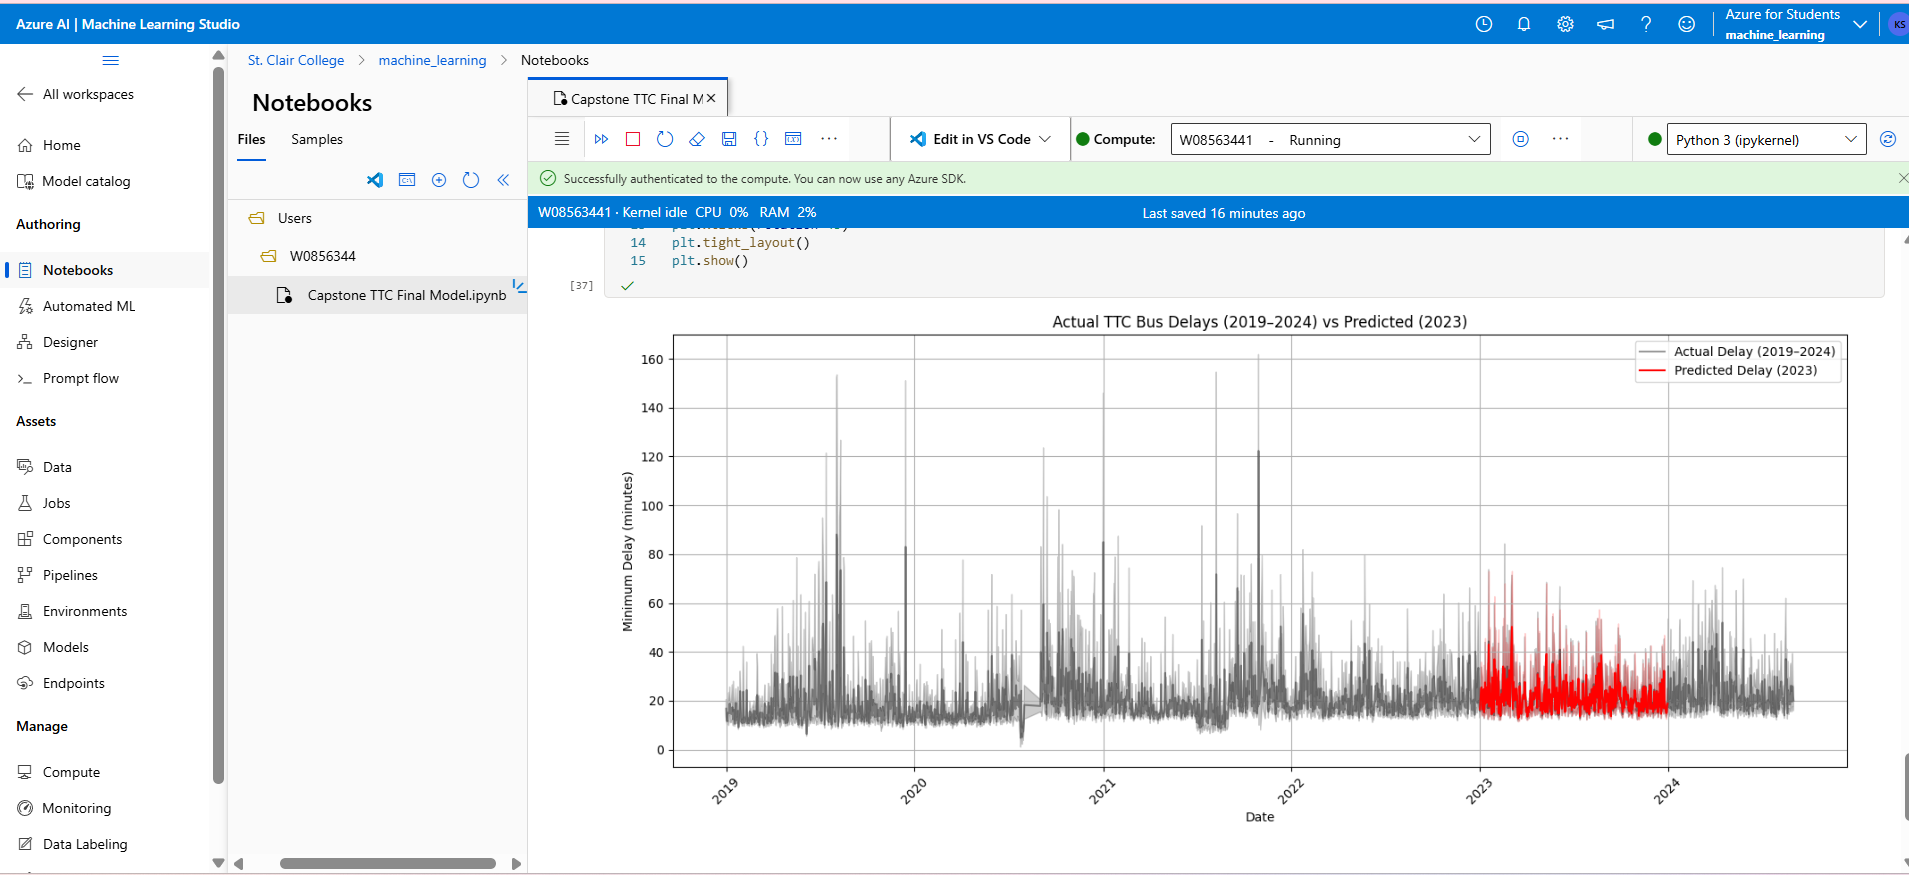 Azure AI | Machine Learning Studio
Azure for Students
machine_learning
KS
All workspaces
Home
Model catalog
Authoring
Notebooks
Automated ML
Designer
Prompt flow
Assets
Data
Jobs
Components
Pipelines
Environments
Models
Endpoints
Manage
Compute
Monitoring
Data Labeling
St. Clair College > machine_learning > Notebooks
Notebooks
Files Samples
Users
W0856344
Capstone TTC Final Model.ipynb
Capstone TTC Final M
Edit in VS Code
Compute: W08563441 - Running
Python 3 (ipykernel)
Successfully authenticated to the compute. You can now use any Azure SDK.
W08563441 · Kernel idle CPU 0% RAM 2%
Last saved 16 minutes ago
14 plt.tight_layout()
15 plt.show()
[37]
Actual TTC Bus Delays (2019–2024) vs Predicted (2023)
Actual Delay (2019–2024)
Predicted Delay (2023)
Minimum Delay (minutes)
160
140
120
100
80
60
40
20
0
2019
2020
2021
2022
2023
2024
Date